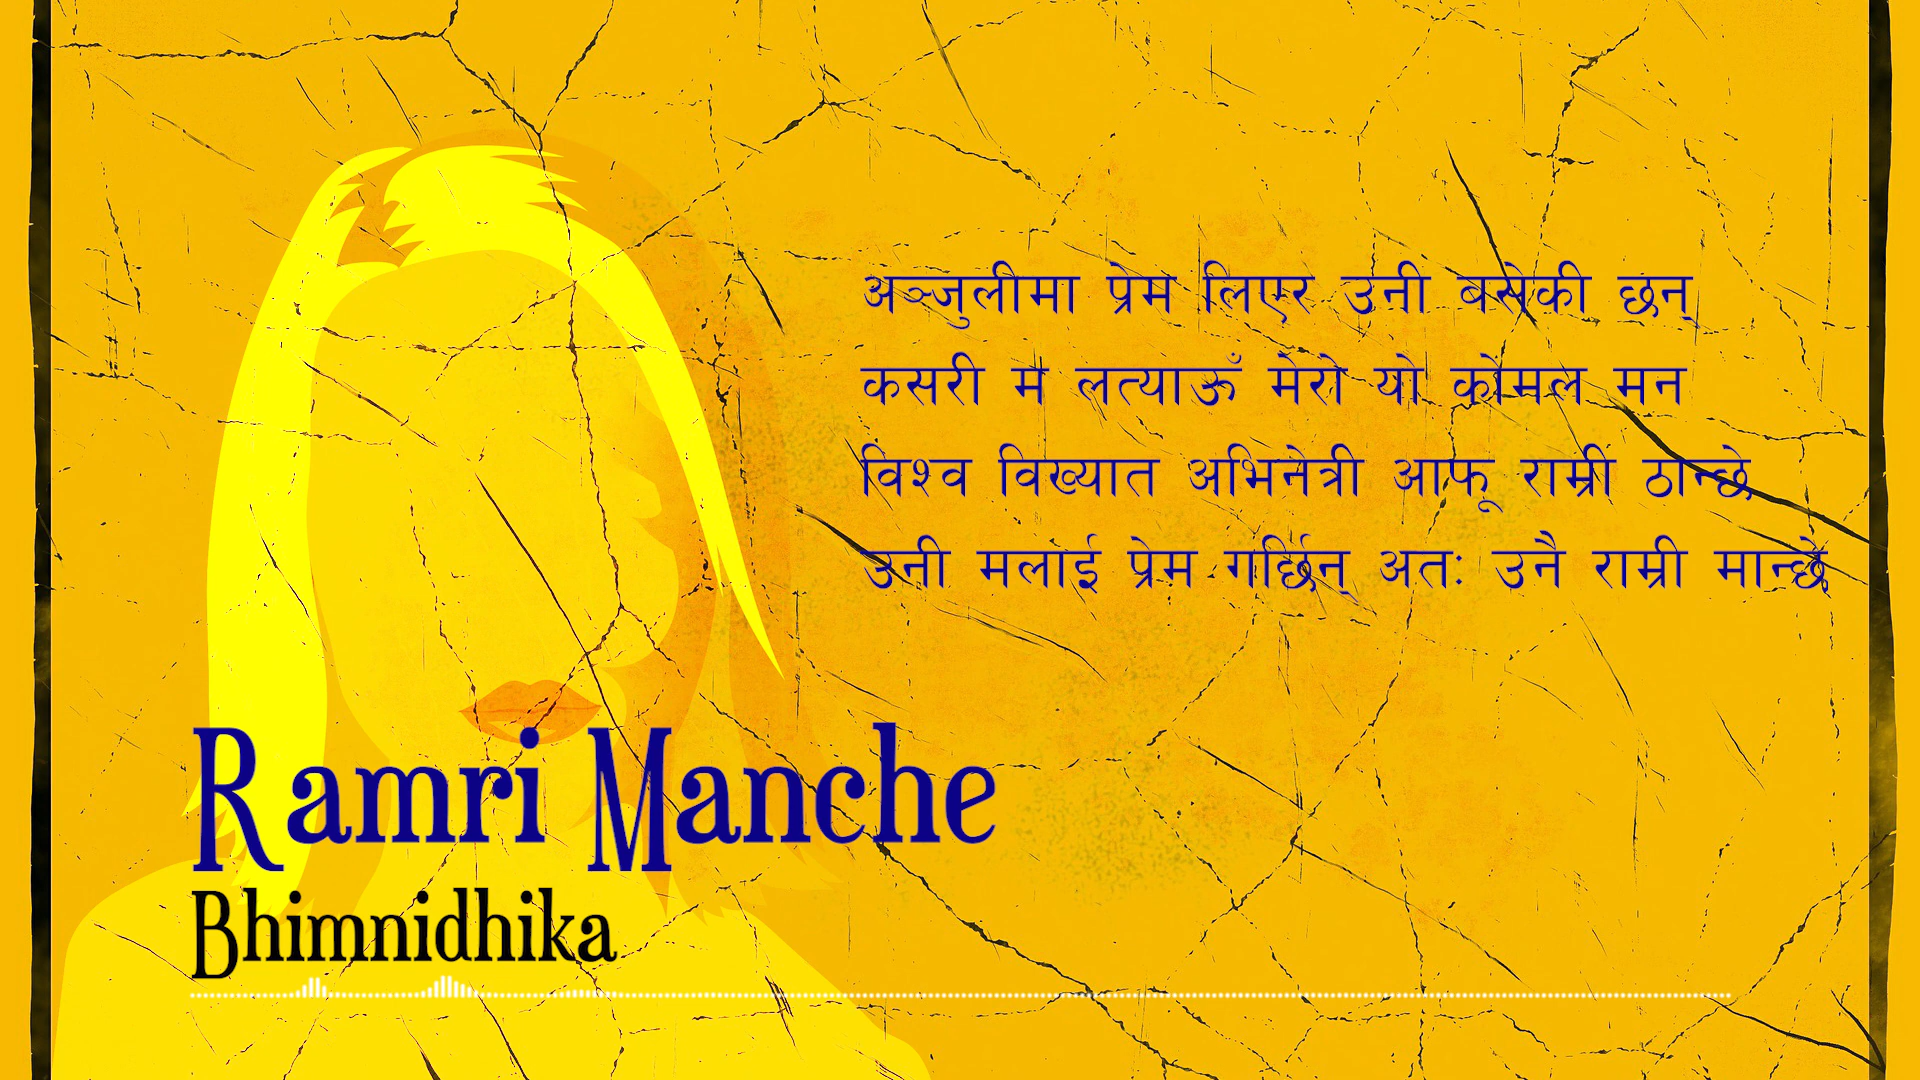 अञ्जुलीमा प्रेम लिएर उनी बसेकी छन्
कसरी म लत्याऊँ मेरो यो कोमल मन
विश्व विख्यात अभिनेत्री आफू राम्री ठान्छे
उनी मलाई प्रेम गर्छिन् अतः उनै राम्री मान्छे
Ramri Manche
Bhimnidhika